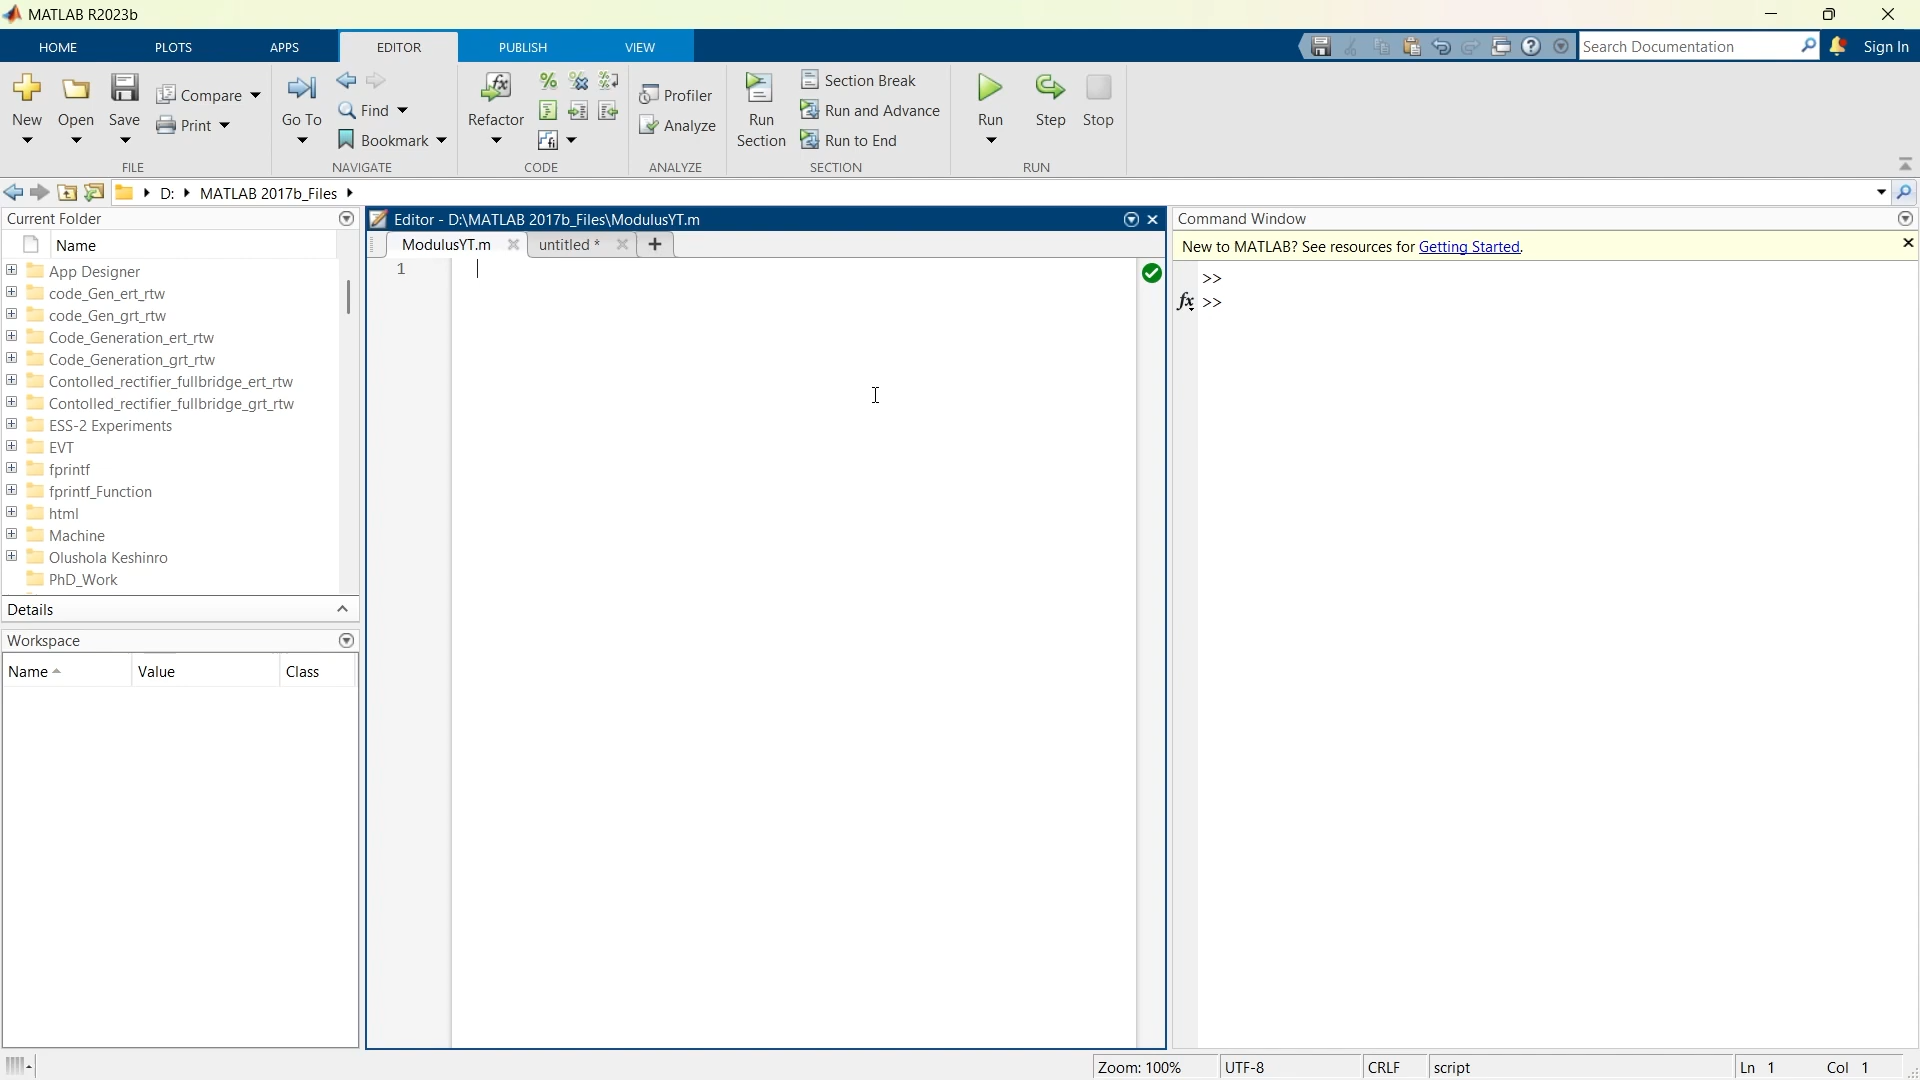 MATLAB R2023b
HOME PLOTS APPS EDITOR PUBLISH VIEW Search Documentation Sign In
New Open Save Compare Print FILE
Go To Find Bookmark NAVIGATE
Refactor CODE
Profiler Analyze ANALYZE
Run Section Section Break Run and Advance Run to End SECTION
Run Step Stop RUN
D: MATLAB 2017b_Files
Current Folder
Name
App Designer
code_Gen_ert_rtw
code_Gen_grt_rtw
Code_Generation_ert_rtw
Code_Generation_grt_rtw
Contolled_rectifier_fullbridge_ert_rtw
Contolled_rectifier_fullbridge_grt_rtw
ESS-2 Experiments
EVT
fprintf
fprintf_Function
html
Machine
Olushola Keshinro
PhD_Work
Details
Workspace
Name Value Class
Editor - D:\MATLAB 2017b_Files\ModulusYT.m
ModulusYT.m untitled * +
1
Command Window
New to MATLAB? See resources for Getting Started.
>>
fx >>
Zoom: 100% UTF-8 CRLF script Ln 1 Col 1